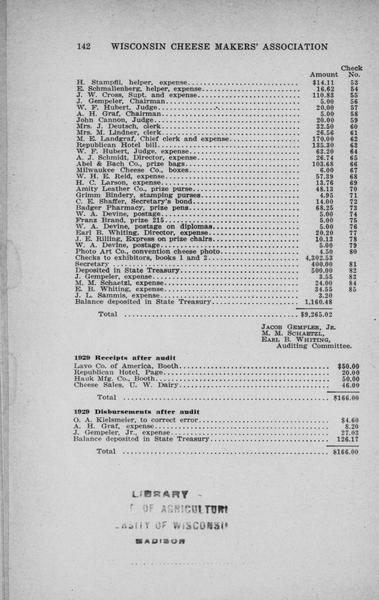 142 WISCONSIN CHEESE MAKERS' ASSOCIATION
Check
Amount No.
H. Stampfli, helper, expense $14.11 53
E. Schmallenberg, helper, expense 16.62 54
J. W. Cross, Supt. and expense 110.83 55
J. Gempeler, Chairman 5.00 56
W. F. Hubert, Judge 20.00 57
A. H. Graf, Chairman 5.00 58
John Cannon, Judge 20.00 59
Mrs. J. Deutsch, clerk 22.50 60
Mrs. M. Lindner, clerk 26.56 61
M. E. Landgraf, Chief clerk and expense 170.00 62
Republican Hotel bill 135.30 63
W. F. Hubert, Judge, expense 62.20 64
A. J. Schmidt, Director, expense 26.74 65
Abel & Bach Co., prize bags 103.68 66
Milwaukee Cheese Co., boxes 6.00 67
W. H. E. Reid, expense 57.39 68
H. C. Larson, expense 13.76 69
Amity Leather Co., prize purse 48.13 70
Grimm Bindery, stamping purses 7.70 71
C. E. Shaffer, Secretary's bond 14.00 72
Badger Pharmacy, prize pens 68.25 73
W. A. Devine, postage 5.00 74
Franz Brand, prize 215 5.00 75
W. A. Devine, postage on diplomas 5.00 76
Earl B. Whiting, Director, expense 20.20 77
J. E. Rilling, Express on prize chairs 10.13 78
W. A. Devine, postage 5.00 79
Photo Art Co., convention cheese photo 4.50 80
Checks to exhibitors, books 1 and 2 4,302.53
Secretary 400.00 81
Deposited in State Treasury 500.00 82
J. Gempeler, expense 3.55 83
M. M. Schaetzl, expense 24.00 84
E. B. Whiting, expense 34.55 85
J. L. Sammis, expense 3.20
Balance deposited in State Treasury 1,160.48
Total $9,265.02
JACOB GEMPLER, JR.
M. M. SCHAETZL,
EARL B. WHITING,
Auditing Committee.
1929 Receipts after audit
Lavo Co. of America, Booth $50.00
Republican Hotel, Page 20.00
Hauk Mfg. Co., Booth 50.00
Cheese Sales, U. W. Dairy 46.00
Total $166.00
1929 Disbursements after audit
O. A. Kielsmeier, to correct error $4.60
A. H. Graf, expense 8.20
J. Gempeler, Jr., expense 27.03
Balance deposited in State Treasury 126.17
Total $166.00
LIBRARY
OF AGRICULTUR
SITY OF WISCONSIN
MADISON